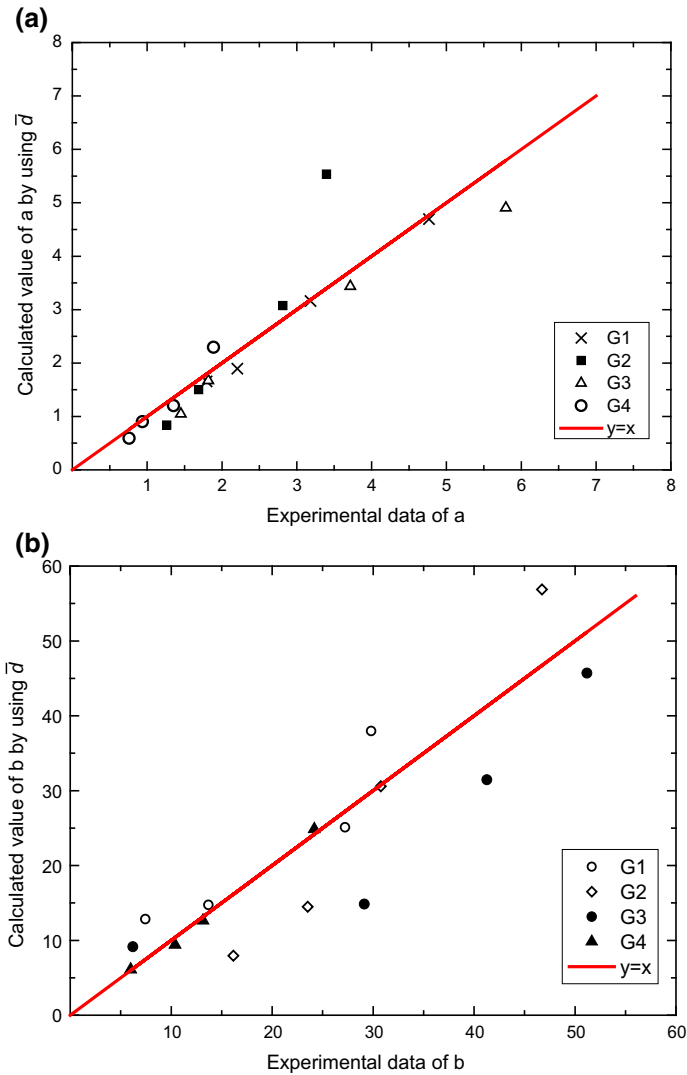 (a)
8
7
6
5
4
3
2
1
0
Calculated value of a by using d̅
G1
G2
G3
G4
y=x
1 2 3 4 5 6 7 8
Experimental data of a
(b)
60
50
40
30
20
10
0
Calculated value of b by using d̅
G1
G2
G3
G4
y=x
10 20 30 40 50 60
Experimental data of b